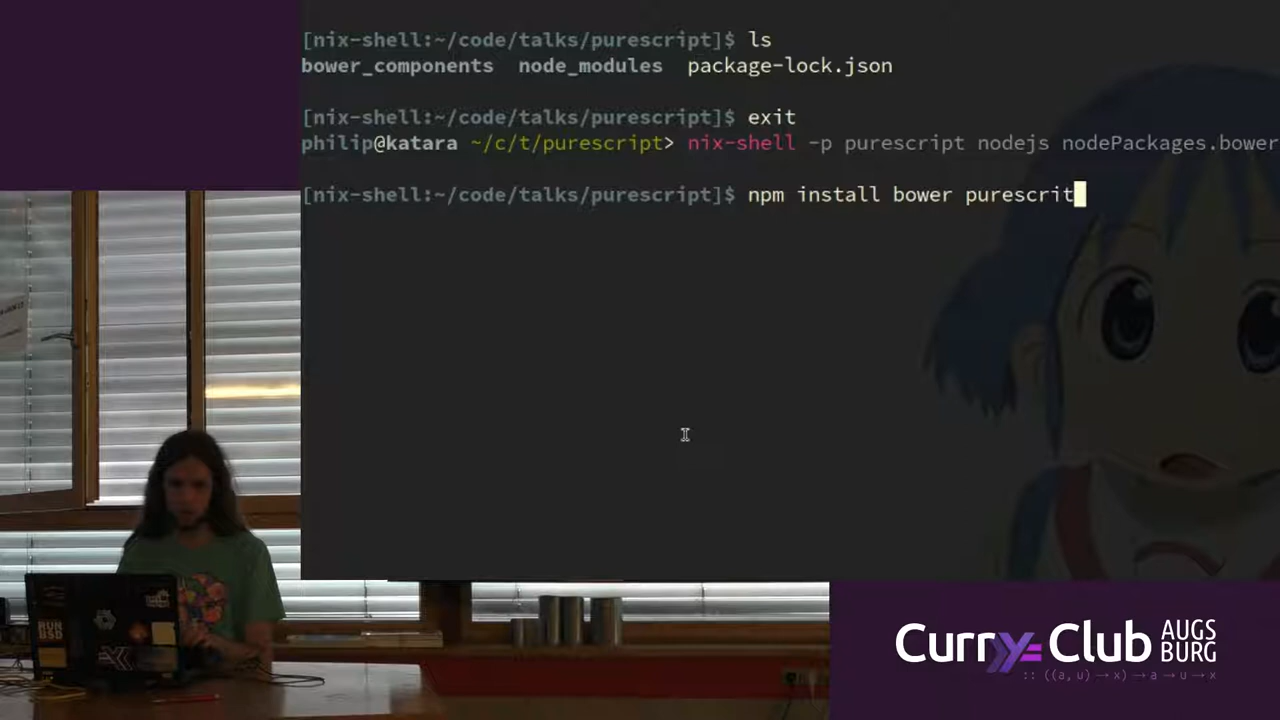 [nix-shell:~/code/talks/purescript]$ ls
bower_components node_modules package-lock.json
[nix-shell:~/code/talks/purescript]$ exit
philip@katara ~/c/t/purescript> nix-shell -p purescript nodejs nodePackages.bower
[nix-shell:~/code/talks/purescript]$ npm install bower purescrit
RUN
BSD
Curry Club AUGS
BURG
:: ((a, u) → x) → a → u → x